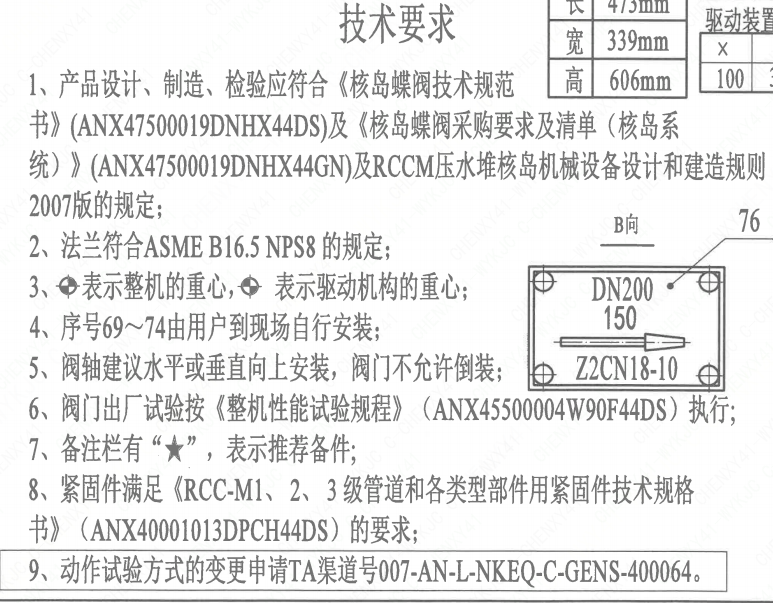 技术要求
长 473mm
宽 339mm
高 606mm
驱动装置
×
100
1、产品设计、制造、检验应符合《核岛蝶阀技术规范
书》(ANX47500019DNHX44DS)及《核岛蝶阀采购要求及清单（核岛系
统）》(ANX47500019DNHX44GN)及RCCM压水堆核岛机械设备设计和建造规则
2007版的规定;
2、法兰符合ASME B16.5 NPS8 的规定;
3、表示整机的重心, 表示驱动机构的重心;
4、序号69～74由用户到现场自行安装;
5、阀轴建议水平或垂直向上安装，阀门不允许倒装;
6、阀门出厂试验按《整机性能试验规程》（ANX45500004W90F44DS）执行;
7、备注栏有“★”，表示推荐备件;
8、紧固件满足《RCC-M1、2、3 级管道和各类型部件用紧固件技术规格
书》（ANX40001013DPCH44DS）的要求;
9、动作试验方式的变更申请TA渠道号007-AN-L-NKEQ-C-GENS-400064。
B向
76
DN200
150
Z2CN18-10